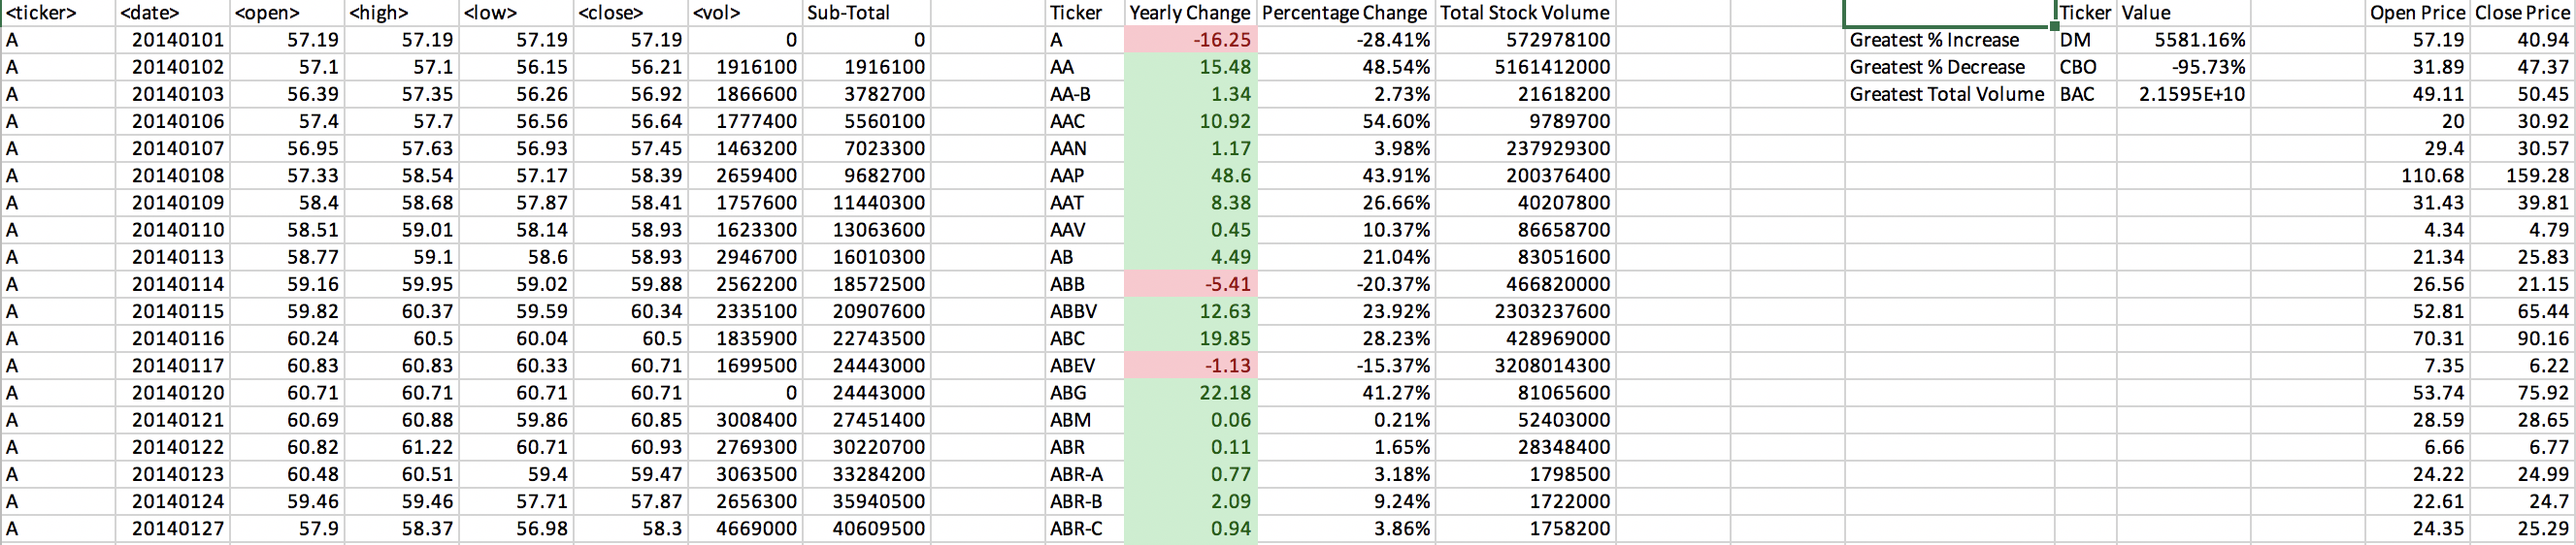 <ticker> <date> <open> <high> <low> <close> <vol> Sub-Total Ticker Yearly Change Percentage Change Total Stock Volume Ticker Value Open Price Close Price
A 20140101 57.19 57.19 57.19 57.19 0 0 A -16.25 -28.41% 572978100 Greatest % Increase DM 5581.16% 57.19 40.94
A 20140102 57.1 57.1 56.15 56.21 1916100 1916100 AA 15.48 48.54% 5161412000 Greatest % Decrease CBO -95.73% 31.89 47.37
A 20140103 56.39 57.35 56.26 56.92 1866600 3782700 AA-B 1.34 2.73% 21618200 Greatest Total Volume BAC 2.1595E+10 49.11 50.45
A 20140106 57.4 57.7 56.56 56.64 1777400 5560100 AAC 10.92 54.60% 9789700 20 30.92
A 20140107 56.95 57.63 56.93 57.45 1463200 7023300 AAN 1.17 3.98% 237929300 29.4 30.57
A 20140108 57.33 58.54 57.17 58.39 2659400 9682700 AAP 48.6 43.91% 200376400 110.68 159.28
A 20140109 58.4 58.68 57.87 58.41 1757600 11440300 AAT 8.38 26.66% 40207800 31.43 39.81
A 20140110 58.51 59.01 58.14 58.93 1623300 13063600 AAV 0.45 10.37% 86658700 4.34 4.79
A 20140113 58.77 59.1 58.6 58.93 2946700 16010300 AB 4.49 21.04% 83051600 21.34 25.83
A 20140114 59.16 59.95 59.02 59.88 2562200 18572500 ABB -5.41 -20.37% 466820000 26.56 21.15
A 20140115 59.82 60.37 59.59 60.34 2335100 20907600 ABBV 12.63 23.92% 2303237600 52.81 65.44
A 20140116 60.24 60.5 60.04 60.5 1835900 22743500 ABC 19.85 28.23% 428969000 70.31 90.16
A 20140117 60.83 60.83 60.33 60.71 1699500 24443000 ABEV -1.13 -15.37% 3208014300 7.35 6.22
A 20140120 60.71 60.71 60.71 60.71 0 24443000 ABG 22.18 41.27% 81065600 53.74 75.92
A 20140121 60.69 60.88 59.86 60.85 3008400 27451400 ABM 0.06 0.21% 52403000 28.59 28.65
A 20140122 60.82 61.22 60.71 60.93 2769300 30220700 ABR 0.11 1.65% 28348400 6.66 6.77
A 20140123 60.48 60.51 59.4 59.47 3063500 33284200 ABR-A 0.77 3.18% 1798500 24.22 24.99
A 20140124 59.46 59.46 57.71 57.87 2656300 35940500 ABR-B 2.09 9.24% 1722000 22.61 24.7
A 20140127 57.9 58.37 56.98 58.3 4669000 40609500 ABR-C 0.94 3.86% 1758200 24.35 25.29